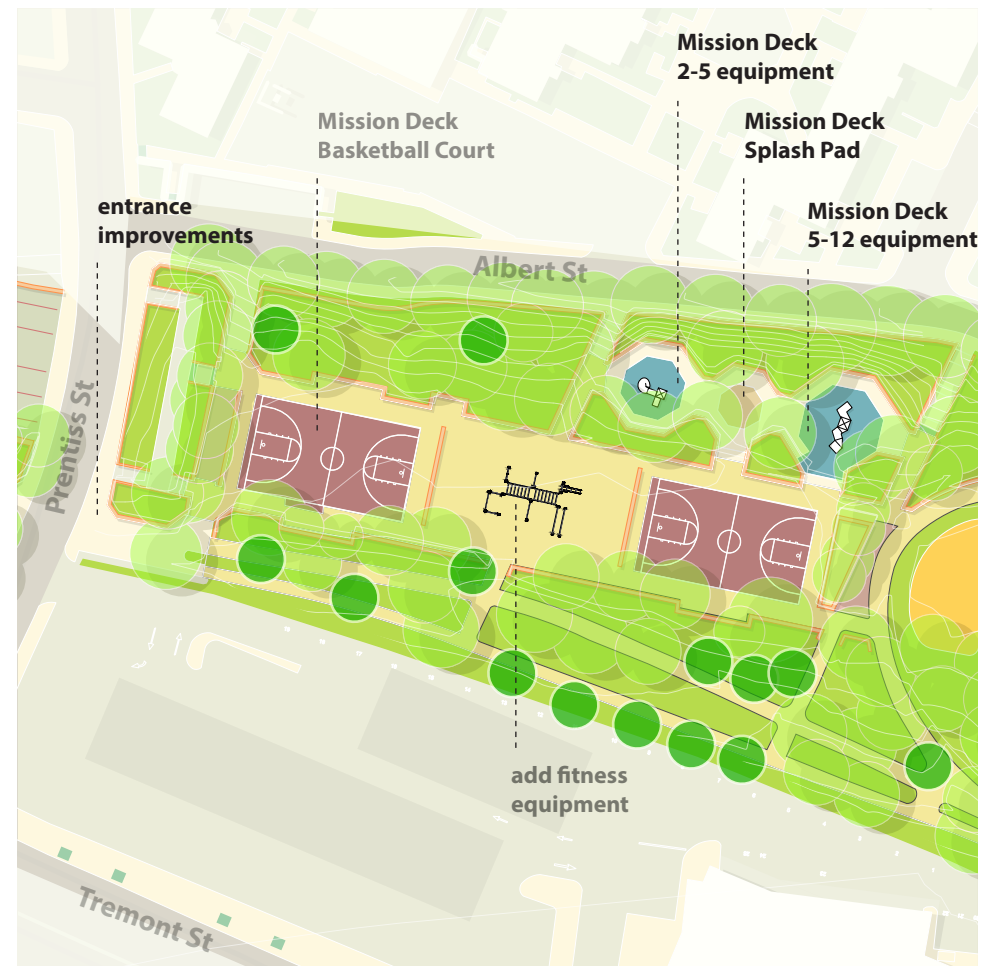 Mission Deck
2-5 equipment
Mission Deck
Basketball Court
Mission Deck
Splash Pad
entrance
improvements
Mission Deck
5-12 equipment
Albert St
Prentiss St
add fitness
equipment
Tremont St